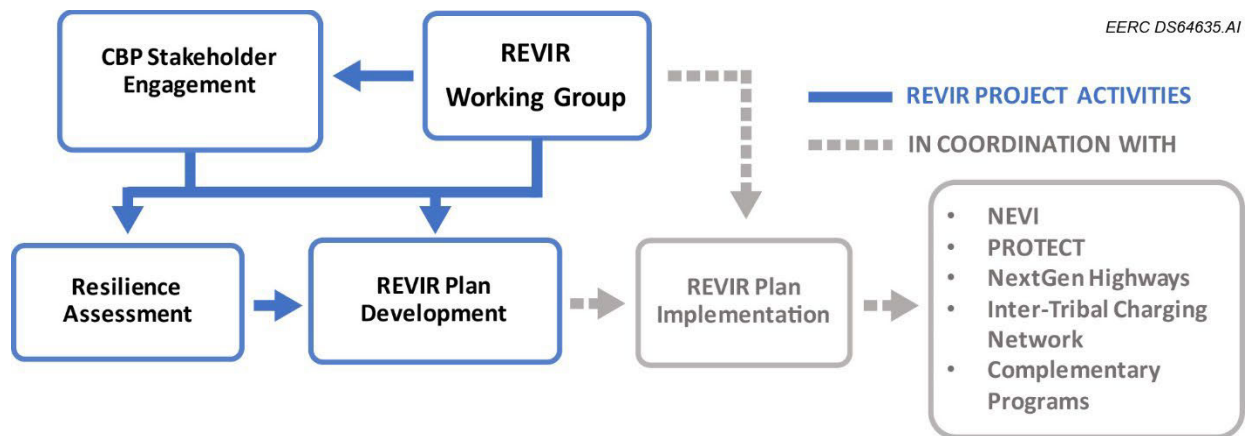 EERC DS64635.AI
CBP Stakeholder
Engagement
REVIR
Working Group
REVIR PROJECT ACTIVITIES
IN COORDINATION WITH
Resilience
Assessment
REVIR Plan
Development
REVIR Plan
Implementation
• NEVI
• PROTECT
• NextGen Highways
• Inter-Tribal Charging
Network
• Complementary
Programs